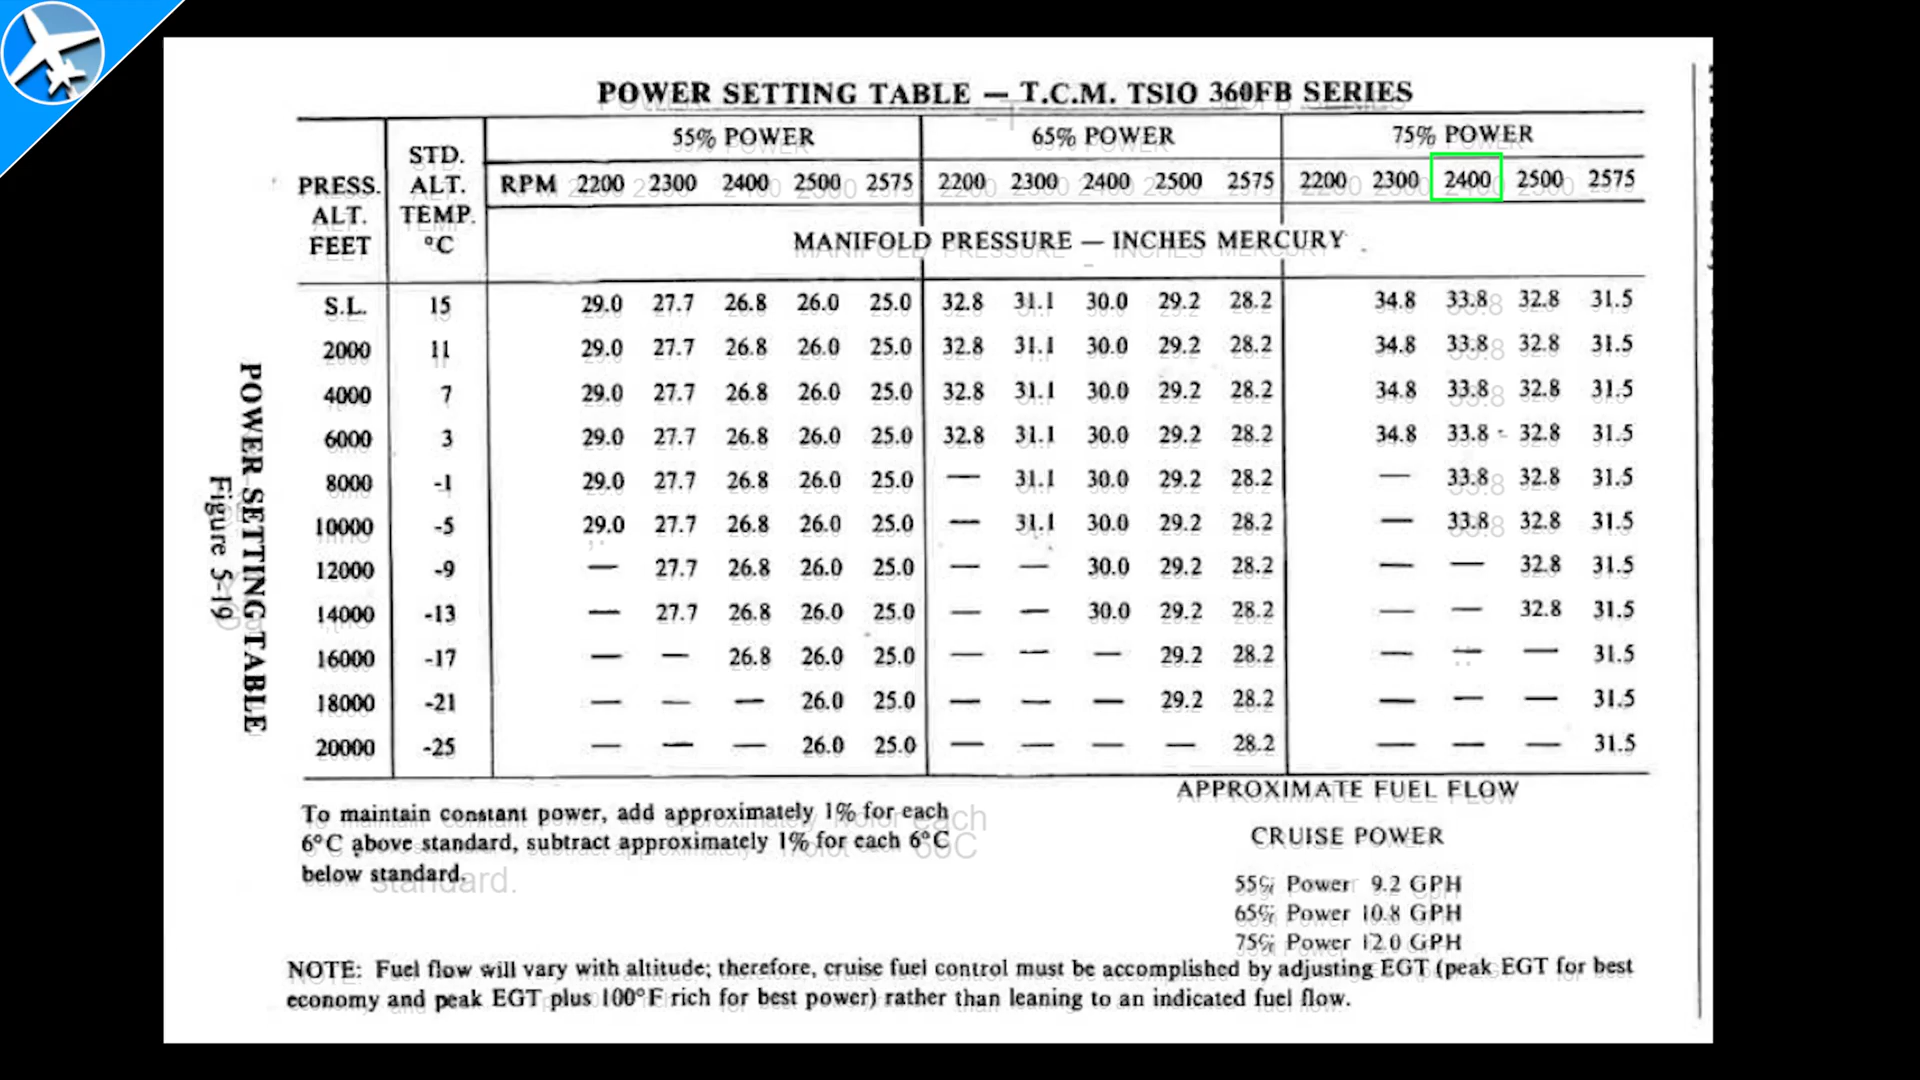 POWER SETTING TABLE — T.C.M. TSIO 360FB SERIES
PRESS. ALT. FEET
STD. ALT. TEMP. °C
55% POWER 65% POWER 75% POWER
RPM 2200 2300 2400 2500 2575 2200 2300 2400 2500 2575 2200 2300 2400 2500 2575
MANIFOLD PRESSURE — INCHES MERCURY
S.L. 15 29.0 27.7 26.8 26.0 25.0 32.8 31.1 30.0 29.2 28.2 34.8 33.8 32.8 31.5
2000 11 29.0 27.7 26.8 26.0 25.0 32.8 31.1 30.0 29.2 28.2 34.8 33.8 32.8 31.5
4000 7 29.0 27.7 26.8 26.0 25.0 32.8 31.1 30.0 29.2 28.2 34.8 33.8 32.8 31.5
6000 3 29.0 27.7 26.8 26.0 25.0 32.8 31.1 30.0 29.2 28.2 34.8 33.8 32.8 31.5
8000 -1 29.0 27.7 26.8 26.0 25.0 — 31.1 30.0 29.2 28.2 — 33.8 32.8 31.5
10000 -5 29.0 27.7 26.8 26.0 25.0 — 31.1 30.0 29.2 28.2 — 33.8 32.8 31.5
12000 -9 — 27.7 26.8 26.0 25.0 — — 30.0 29.2 28.2 — — 32.8 31.5
14000 -13 — 27.7 26.8 26.0 25.0 — — 30.0 29.2 28.2 — — 32.8 31.5
16000 -17 — — 26.8 26.0 25.0 — — — 29.2 28.2 — — — 31.5
18000 -21 — — — 26.0 25.0 — — — 29.2 28.2 — — — 31.5
20000 -25 — — — 26.0 25.0 — — — — 28.2 — — — 31.5
POWER SETTING TABLE
Figure 5-19
To maintain constant power, add approximately 1% for each
6°C above standard, subtract approximately 1% for each 6°C
below standard.
APPROXIMATE FUEL FLOW
CRUISE POWER
55% Power 9.2 GPH
65% Power 10.8 GPH
75% Power 12.0 GPH
NOTE: Fuel flow will vary with altitude; therefore, cruise fuel control must be accomplished by adjusting EGT (peak EGT for best
economy and peak EGT plus 100°F rich for best power) rather than leaning to an indicated fuel flow.